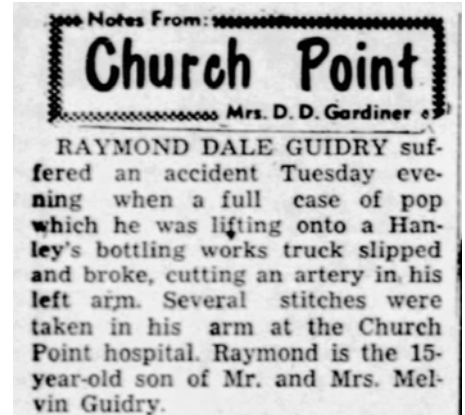 Notes From:
Church Point
Mrs. D. D. Gardiner
RAYMOND DALE GUIDRY suf-
fered an accident Tuesday eve-
ning when a full case of pop
which he was lifting onto a Han-
ley's bottling works truck slipped
and broke, cutting an artery in his
left arm. Several stitches were
taken in his arm at the Church
Point hospital. Raymond is the 15-
year-old son of Mr. and Mrs. Mel-
vin Guidry.